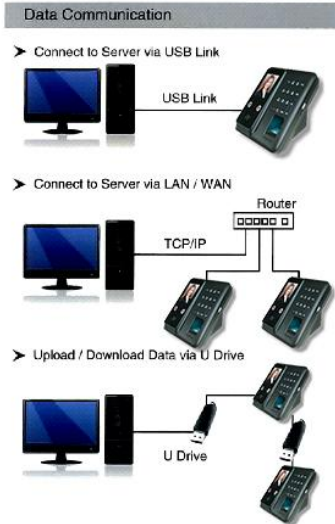 Data Communication
➤ Connect to Server via USB Link
USB Link
➤ Connect to Server via LAN / WAN
Router
TCP/IP
➤ Upload / Download Data via U Drive
U Drive